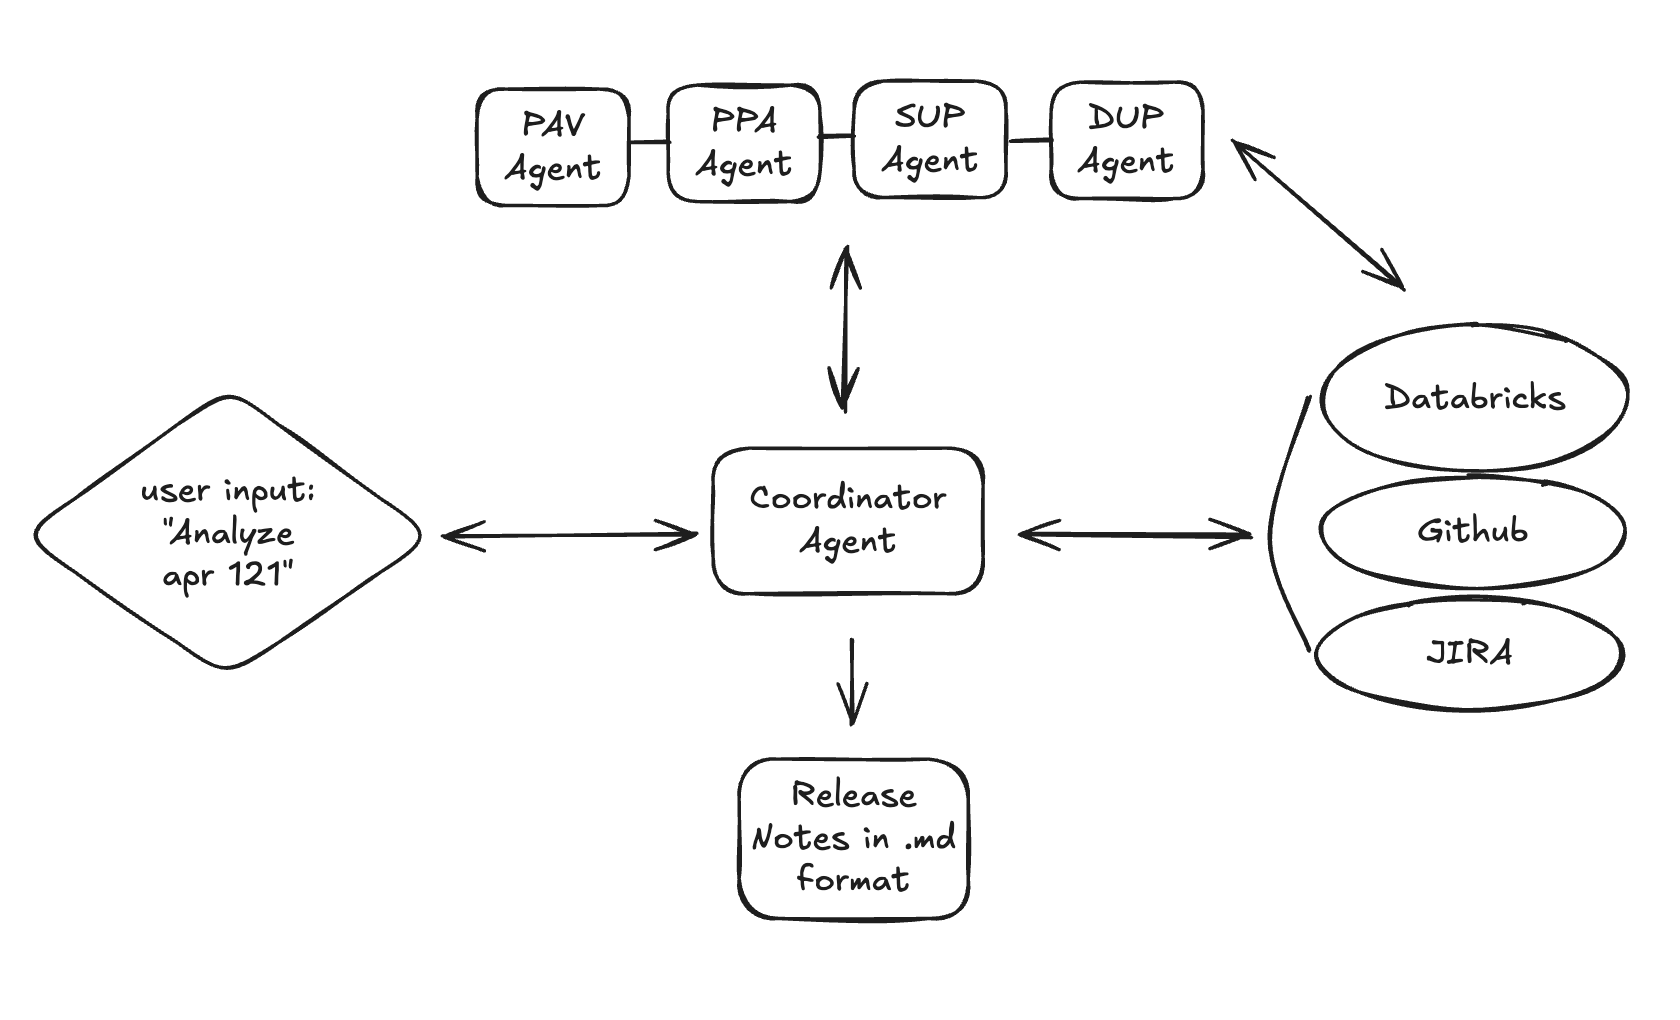 PAV
Agent
PPA
Agent
SUP
Agent
DUP
Agent
Databricks
user input:
"Analyze
apr 121"
Coordinator
Agent
Github
JIRA
Release
Notes in .md
format